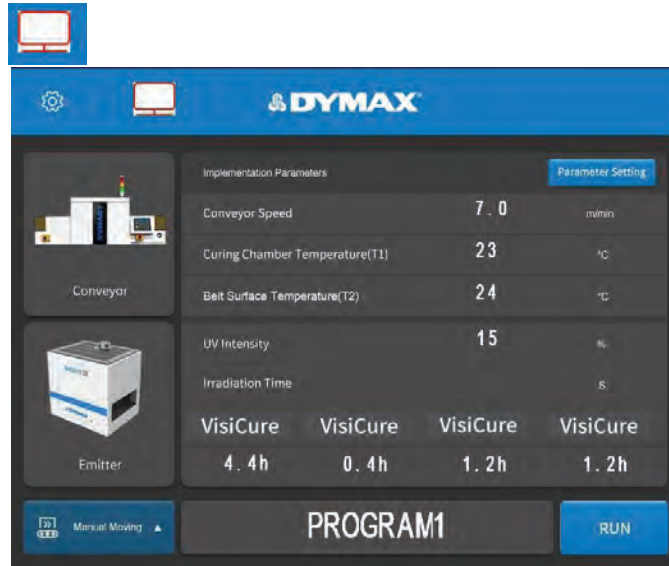 DYMAX
Implementation Parameters
Parameter Setting
Conveyor Speed 7.0 m/min
Curing Chamber Temperature(T1) 23 °C
Conveyor
Belt Surface Temperature(T2) 24 °C
UV Intensity 15 %
Irradiation Time S
VisiCure VisiCure VisiCure VisiCure
Emitter
4.4h 0.4h 1.2h 1.2h
Manual Moving ▲
PROGRAM1
RUN